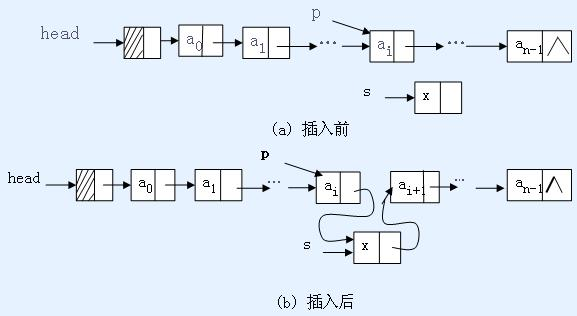 p
head a0 a1 ... ai ... an-1 ∧
s x
(a) 插入前
p
head a0 a1 ... ai ai+1 ... an-1 ∧
s x
(b) 插入后